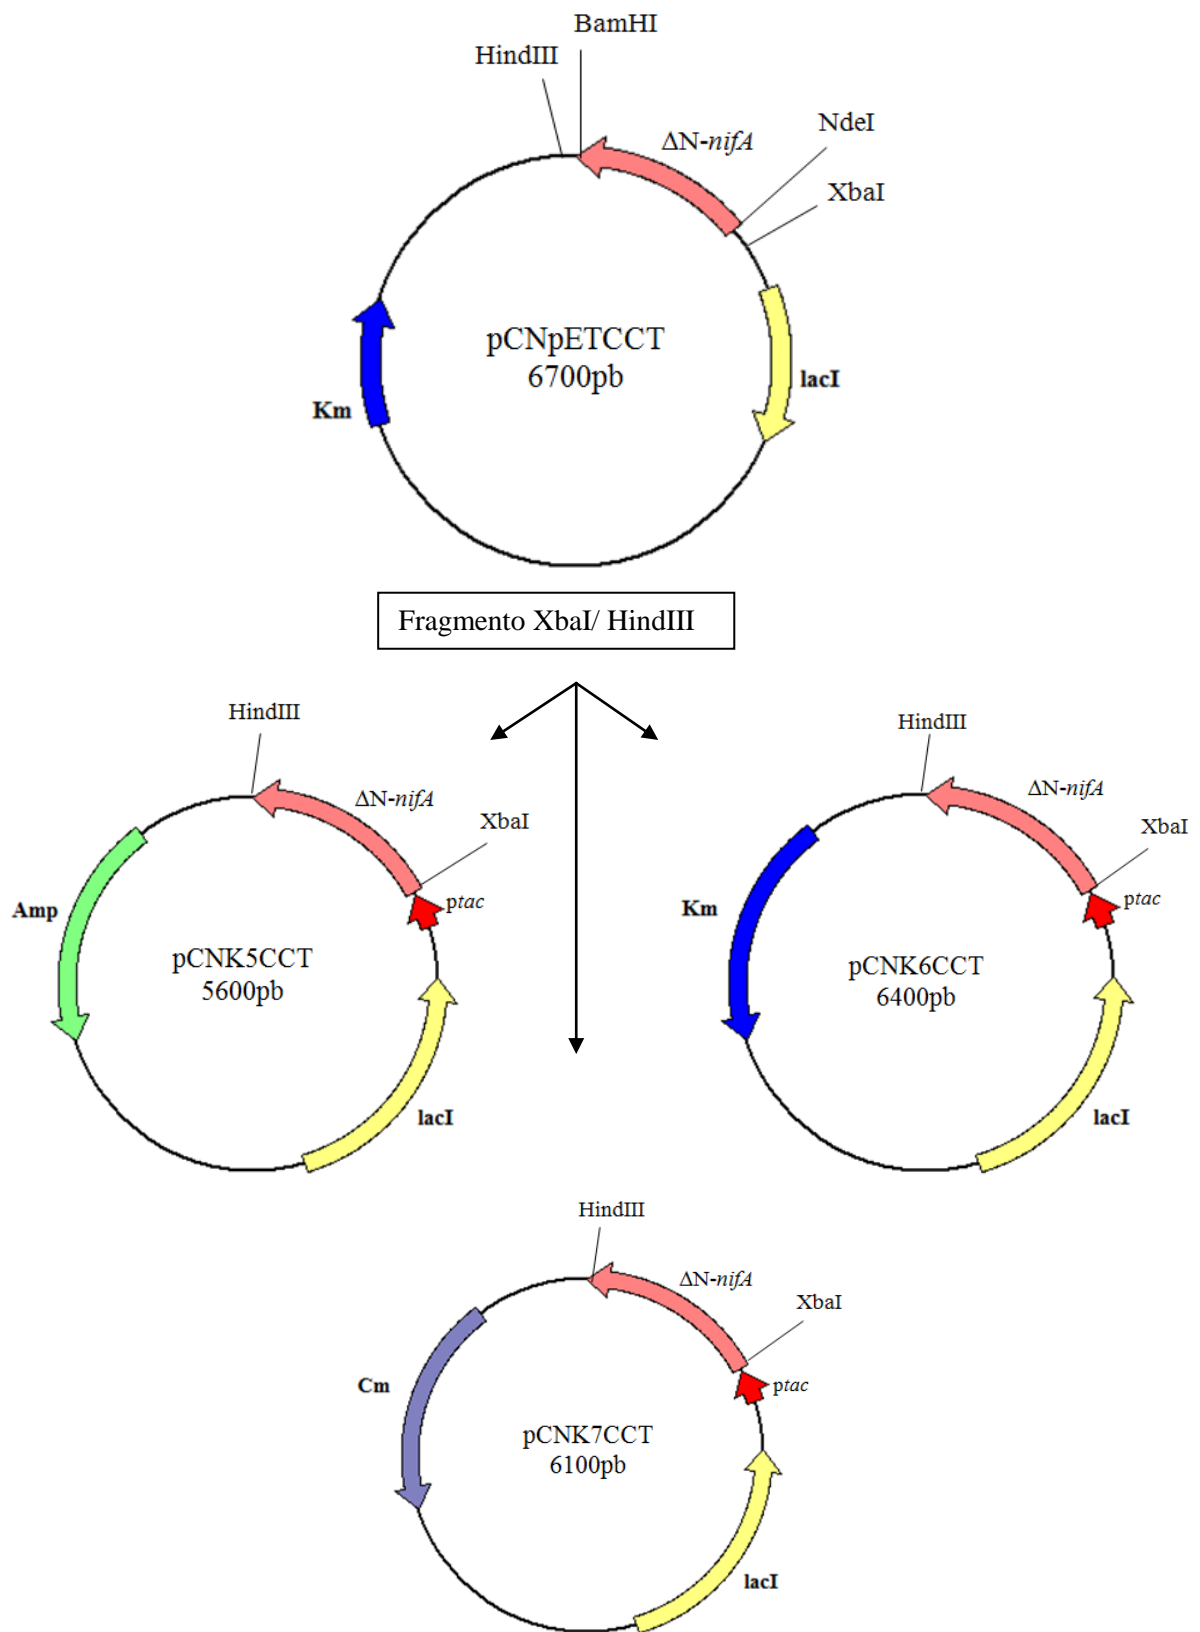 BamHI
HindIII
NdeI
ΔN-nifA
XbaI
pCNpETCCT
6700pb
lacI
Km
Fragmento XbaI/ HindIII
HindIII
ΔN-nifA
XbaI
Amp
ptac
pCNK5CCT
5600pb
lacI
HindIII
ΔN-nifA
XbaI
Km
ptac
pCNK6CCT
6400pb
lacI
HindIII
ΔN-nifA
XbaI
Cm
ptac
pCNK7CCT
6100pb
lacI